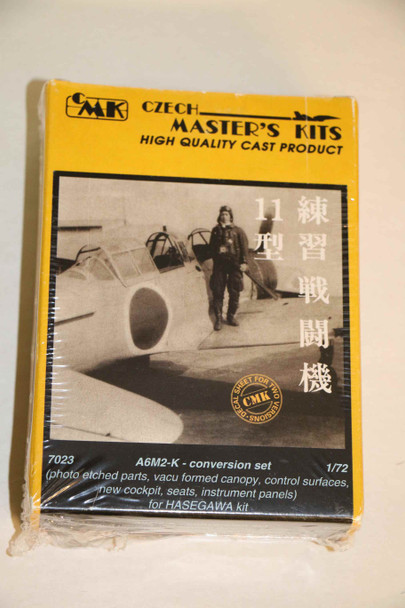 CMK
CZECH
MASTER'S KITS
HIGH QUALITY CAST PRODUCT
練習戦闘機
11型
DECAL SHEET FOR TWO VERSIONS
CMK
7023
A6M2-K - conversion set
1/72
(photo etched parts, vacu formed canopy, control surfaces,
new cockpit, seats, instrument panels)
for HASEGAWA kit